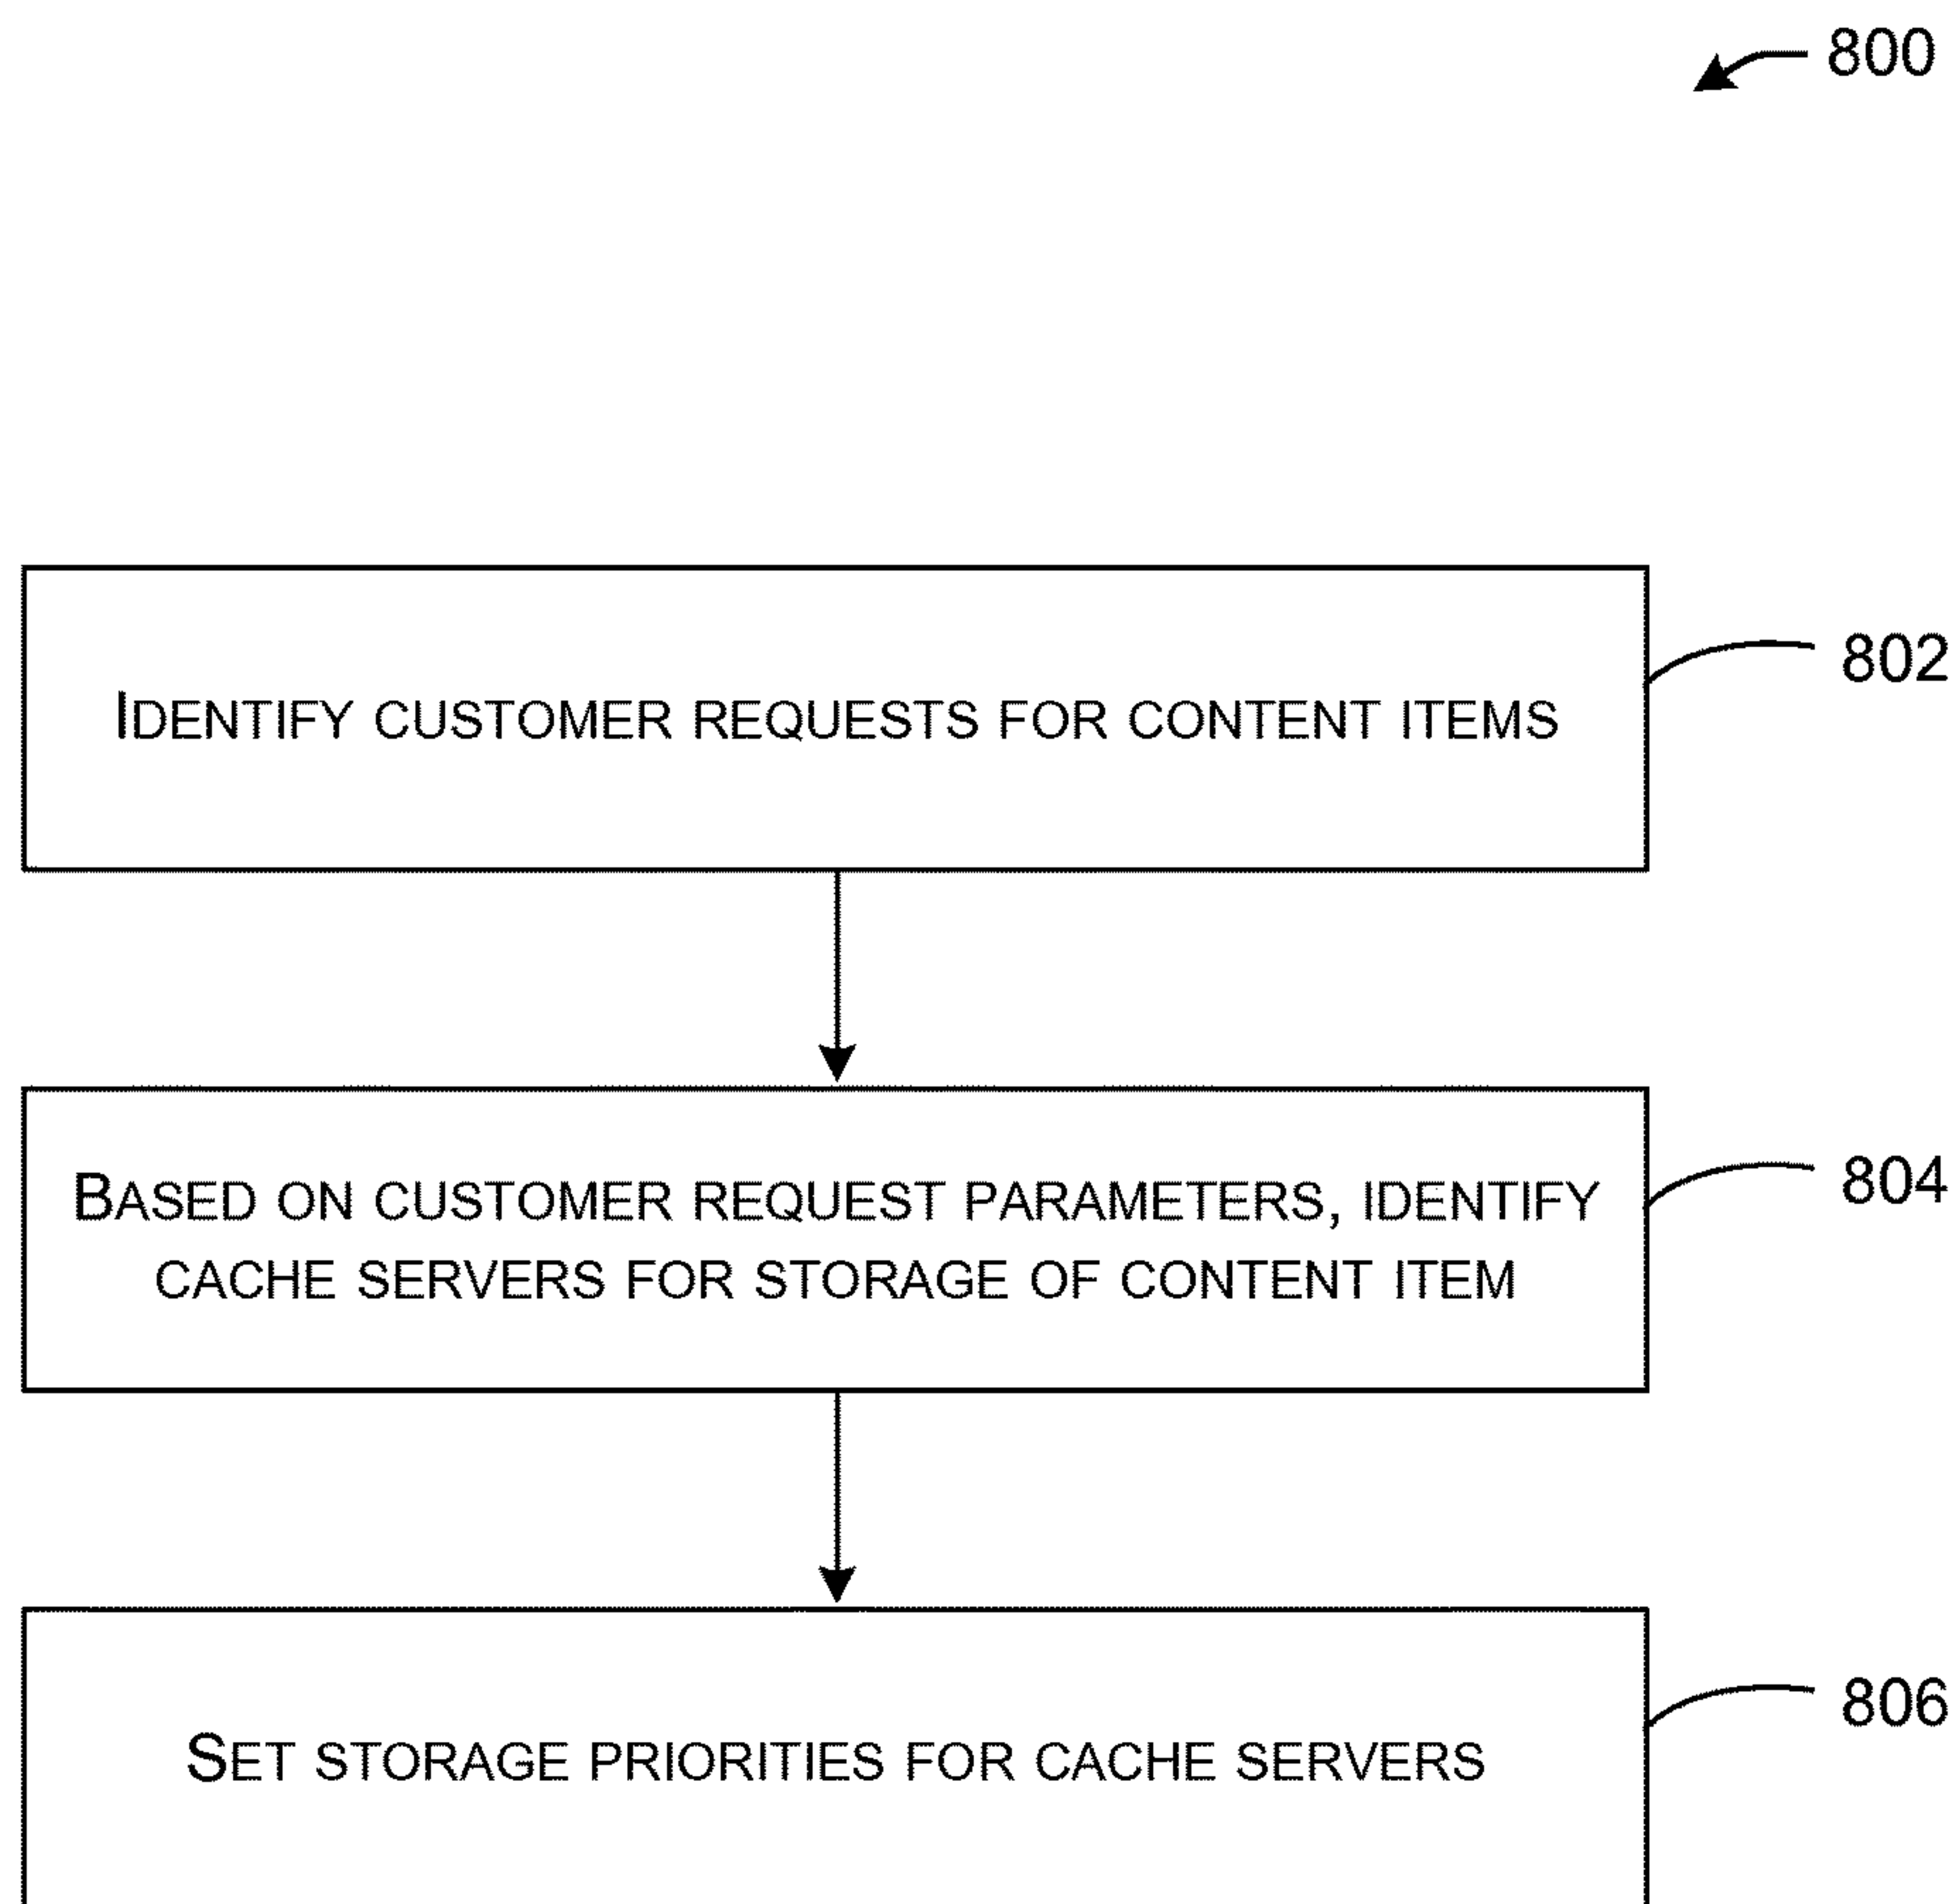 800
IDENTIFY CUSTOMER REQUESTS FOR CONTENT ITEMS
802
BASED ON CUSTOMER REQUEST PARAMETERS, IDENTIFY
CACHE SERVERS FOR STORAGE OF CONTENT ITEM
804
SET STORAGE PRIORITIES FOR CACHE SERVERS
806